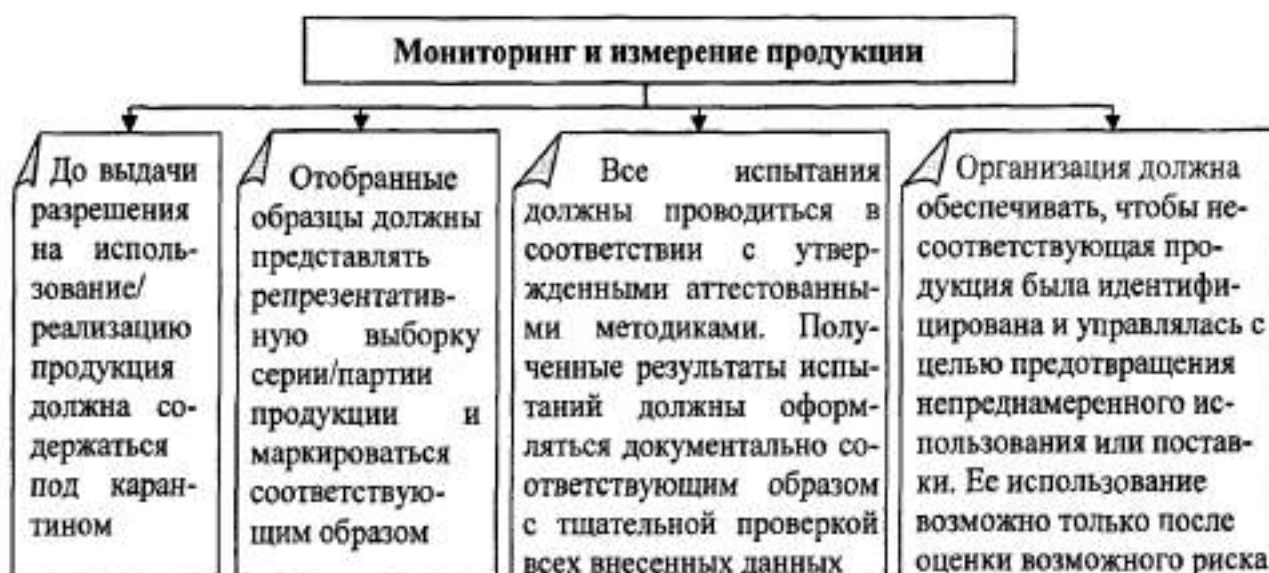 Мониторинг и измерение продукции
До выдачи
разрешения
на исполь-
зование/
реализацию
продукция
должна со-
держаться
под каран-
тином
Отобранные
образцы должны
представлять
репрезентатив-
ную выборку
серии/партии
продукции и
маркироваться
соответствую-
щим образом
Все испытания
должны проводиться в
соответствии с утвер-
жденными аттестованны-
ми методиками. Полу-
ченные результаты испы-
таний должны оформ-
ляться документально со-
ответствующим образом
с тщательной проверкой
всех внесенных данных
Организация должна
обеспечивать, чтобы не-
соответствующая про-
дукция была идентифи-
цирована и управлялась с
целью предотвращения
непреднамеренного ис-
пользования или постав-
ки. Ее использование
возможно только после
оценки возможного риска